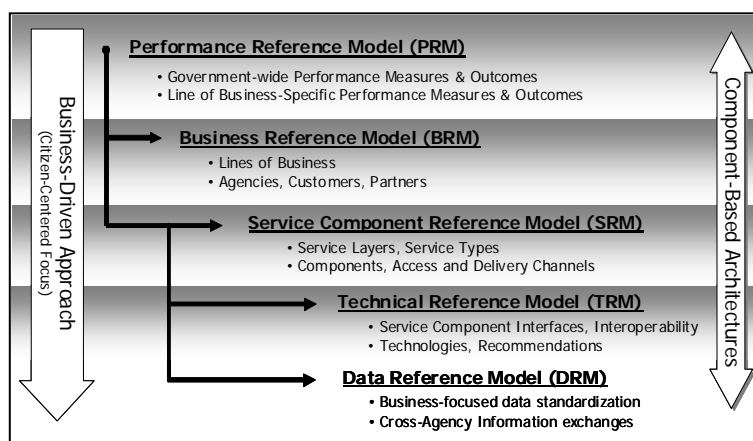 Business-Driven Approach
(Citizen-Centered Focus)
Performance Reference Model (PRM)
• Government-wide Performance Measures & Outcomes
• Line of Business-Specific Performance Measures & Outcomes
Business Reference Model (BRM)
• Lines of Business
• Agencies, Customers, Partners
Service Component Reference Model (SRM)
• Service Layers, Service Types
• Components, Access and Delivery Channels
Technical Reference Model (TRM)
• Service Component Interfaces, Interoperability
• Technologies, Recommendations
Data Reference Model (DRM)
• Business-focused data standardization
• Cross-Agency Information exchanges
Component-Based Architectures